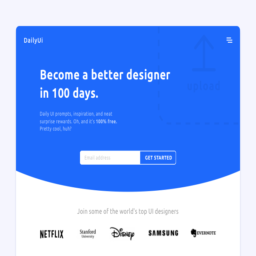 DailyUI
Become a better designer
in 100 days.
Daily UI prompts, inspiration, and neat
surprise rewards. Oh, and it's 100% free.
Pretty cool, huh?
Email address
GET STARTED
Join some of the world's top UI designers
NETFLIX
Stanford
University
Disney
SAMSUNG
EVERNOTE